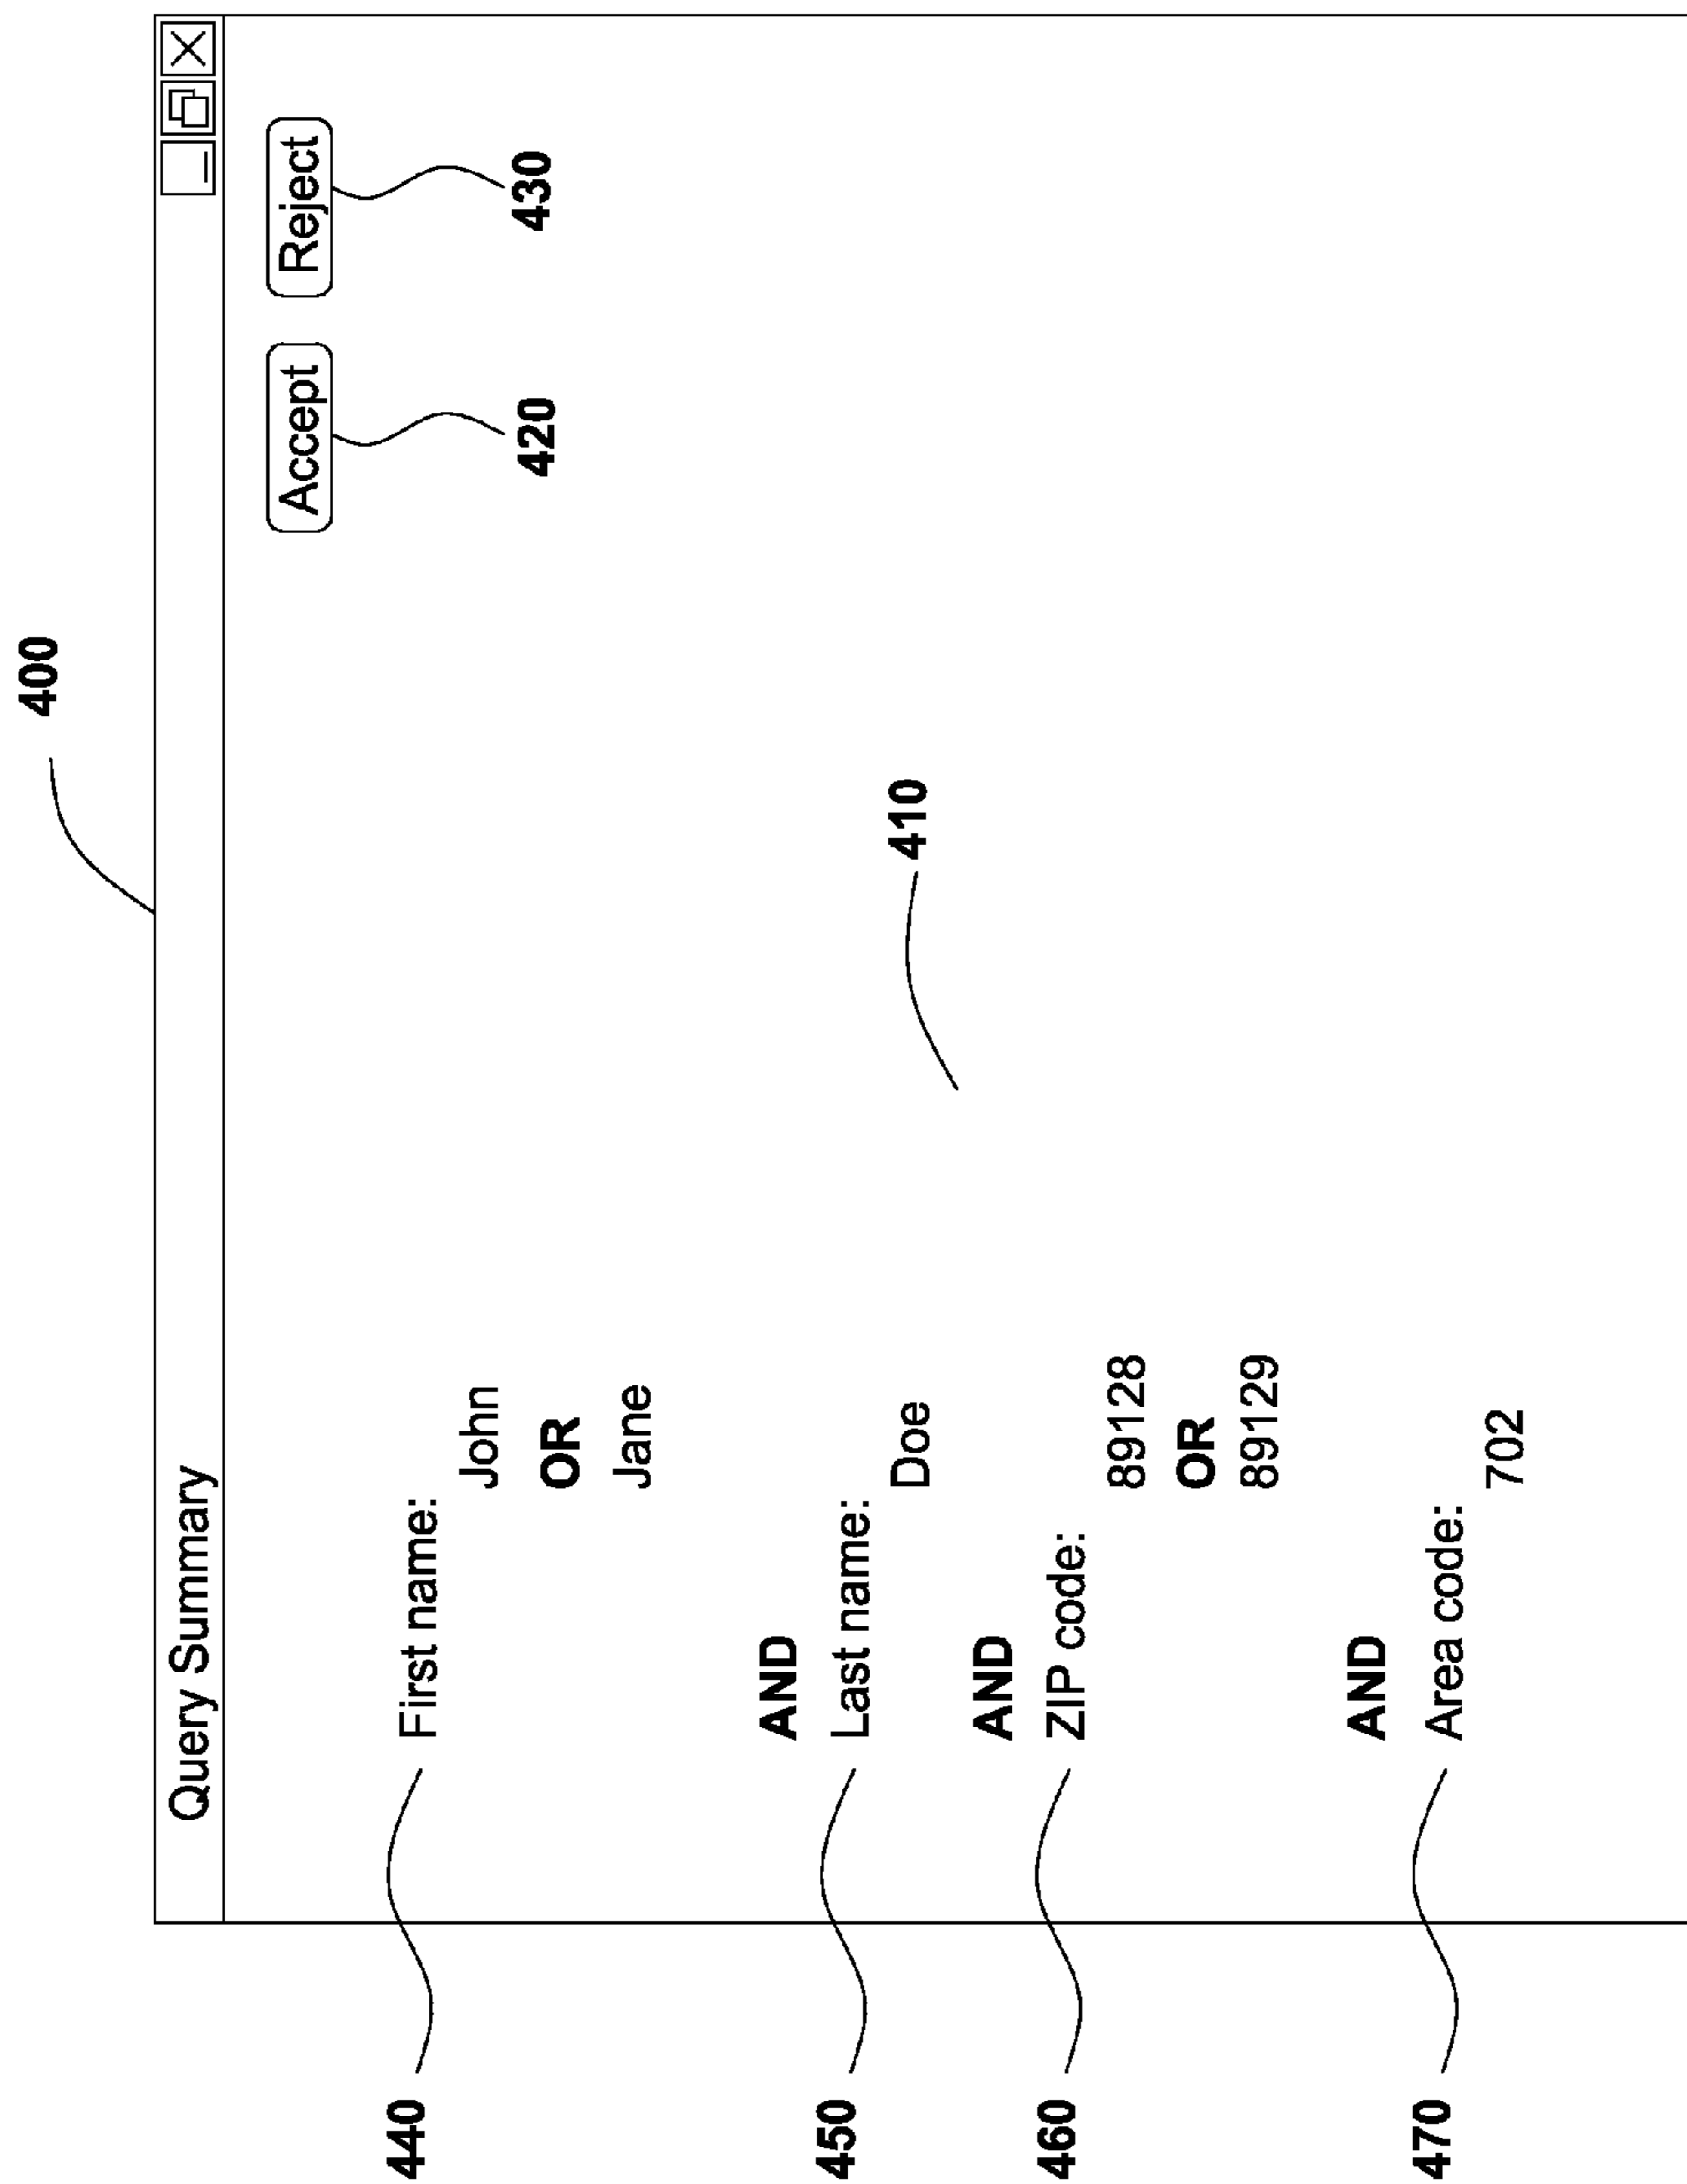 400
Query Summary
Accept Reject
420
430
440 First name:
John
OR
Jane
AND
450 Last name:
Doe
410
AND
460 ZIP code:
89128
OR
89129
AND
470 Area code:
702